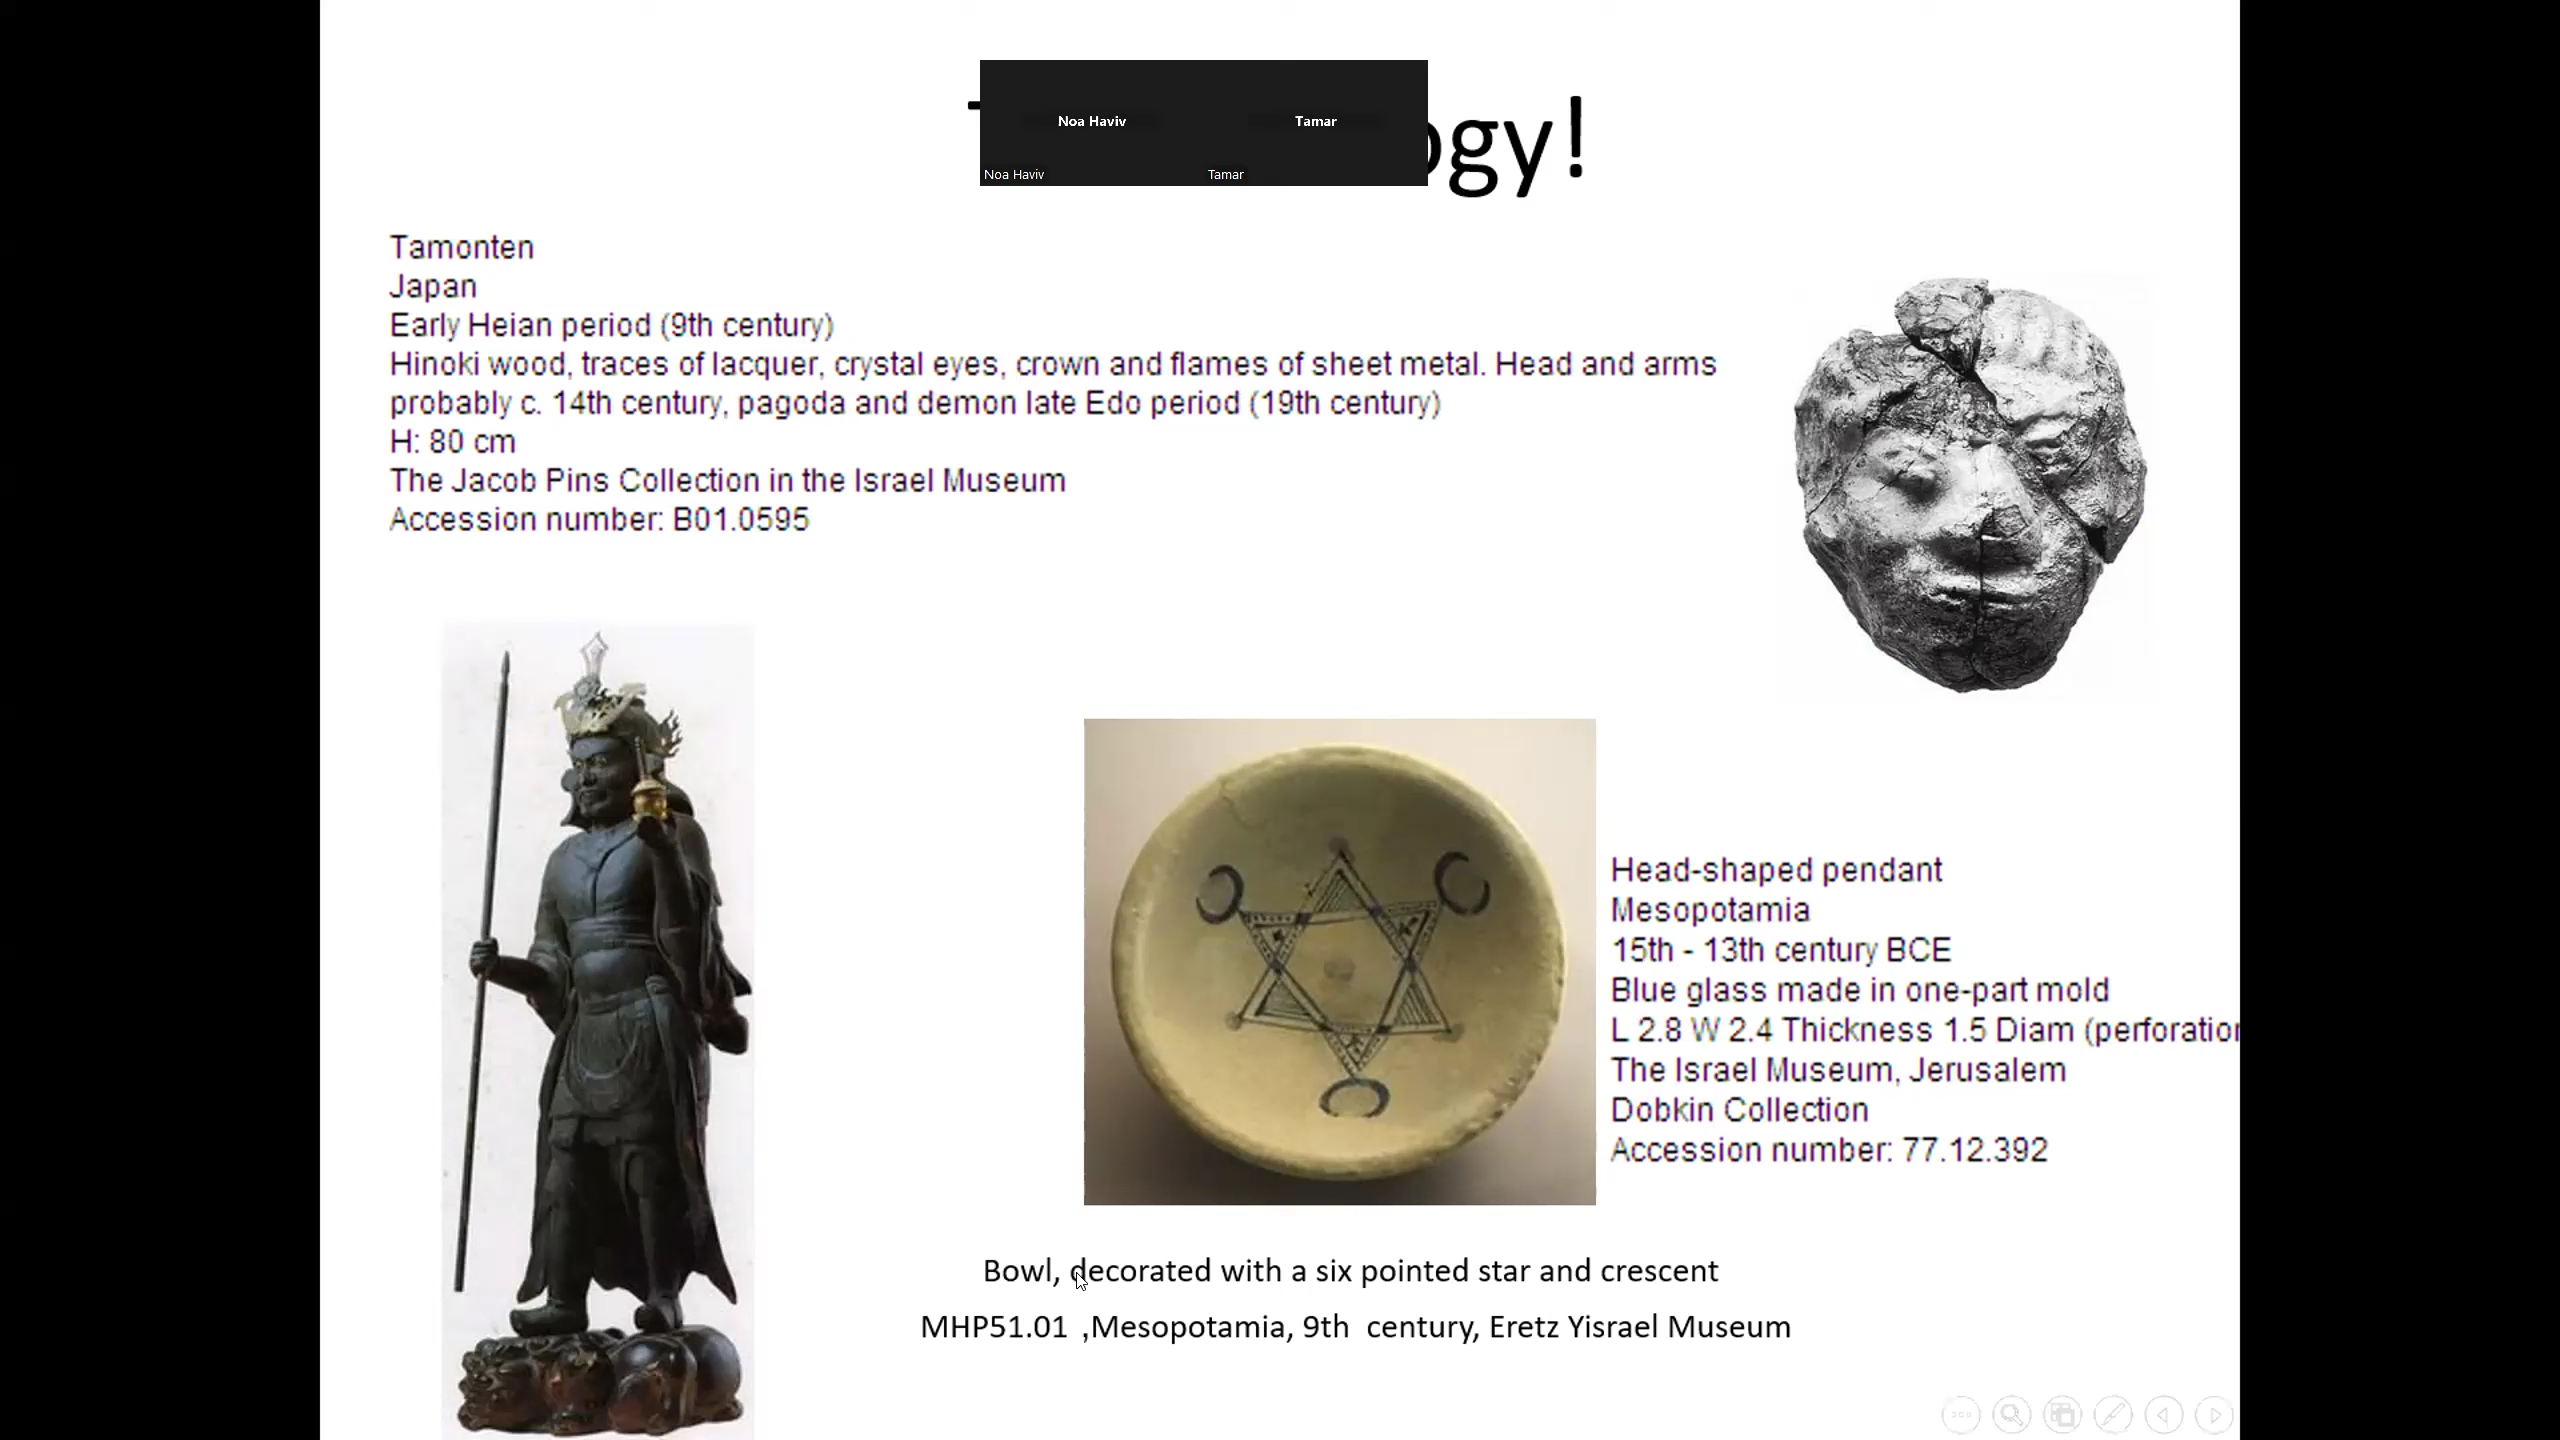 ogy!
Noa Haviv
Tamar
Noa Haviv
Tamar
Tamonten
Japan
Early Heian period (9th century)
Hinoki wood, traces of lacquer, crystal eyes, crown and flames of sheet metal. Head and arms
probably c. 14th century, pagoda and demon late Edo period (19th century)
H: 80 cm
The Jacob Pins Collection in the Israel Museum
Accession number: B01.0595
Head-shaped pendant
Mesopotamia
15th - 13th century BCE
Blue glass made in one-part mold
L 2.8 W 2.4 Thickness 1.5 Diam (perforation
The Israel Museum, Jerusalem
Dobkin Collection
Accession number: 77.12.392
Bowl, decorated with a six pointed star and crescent
MHP51.01 ,Mesopotamia, 9th century, Eretz Yisrael Museum